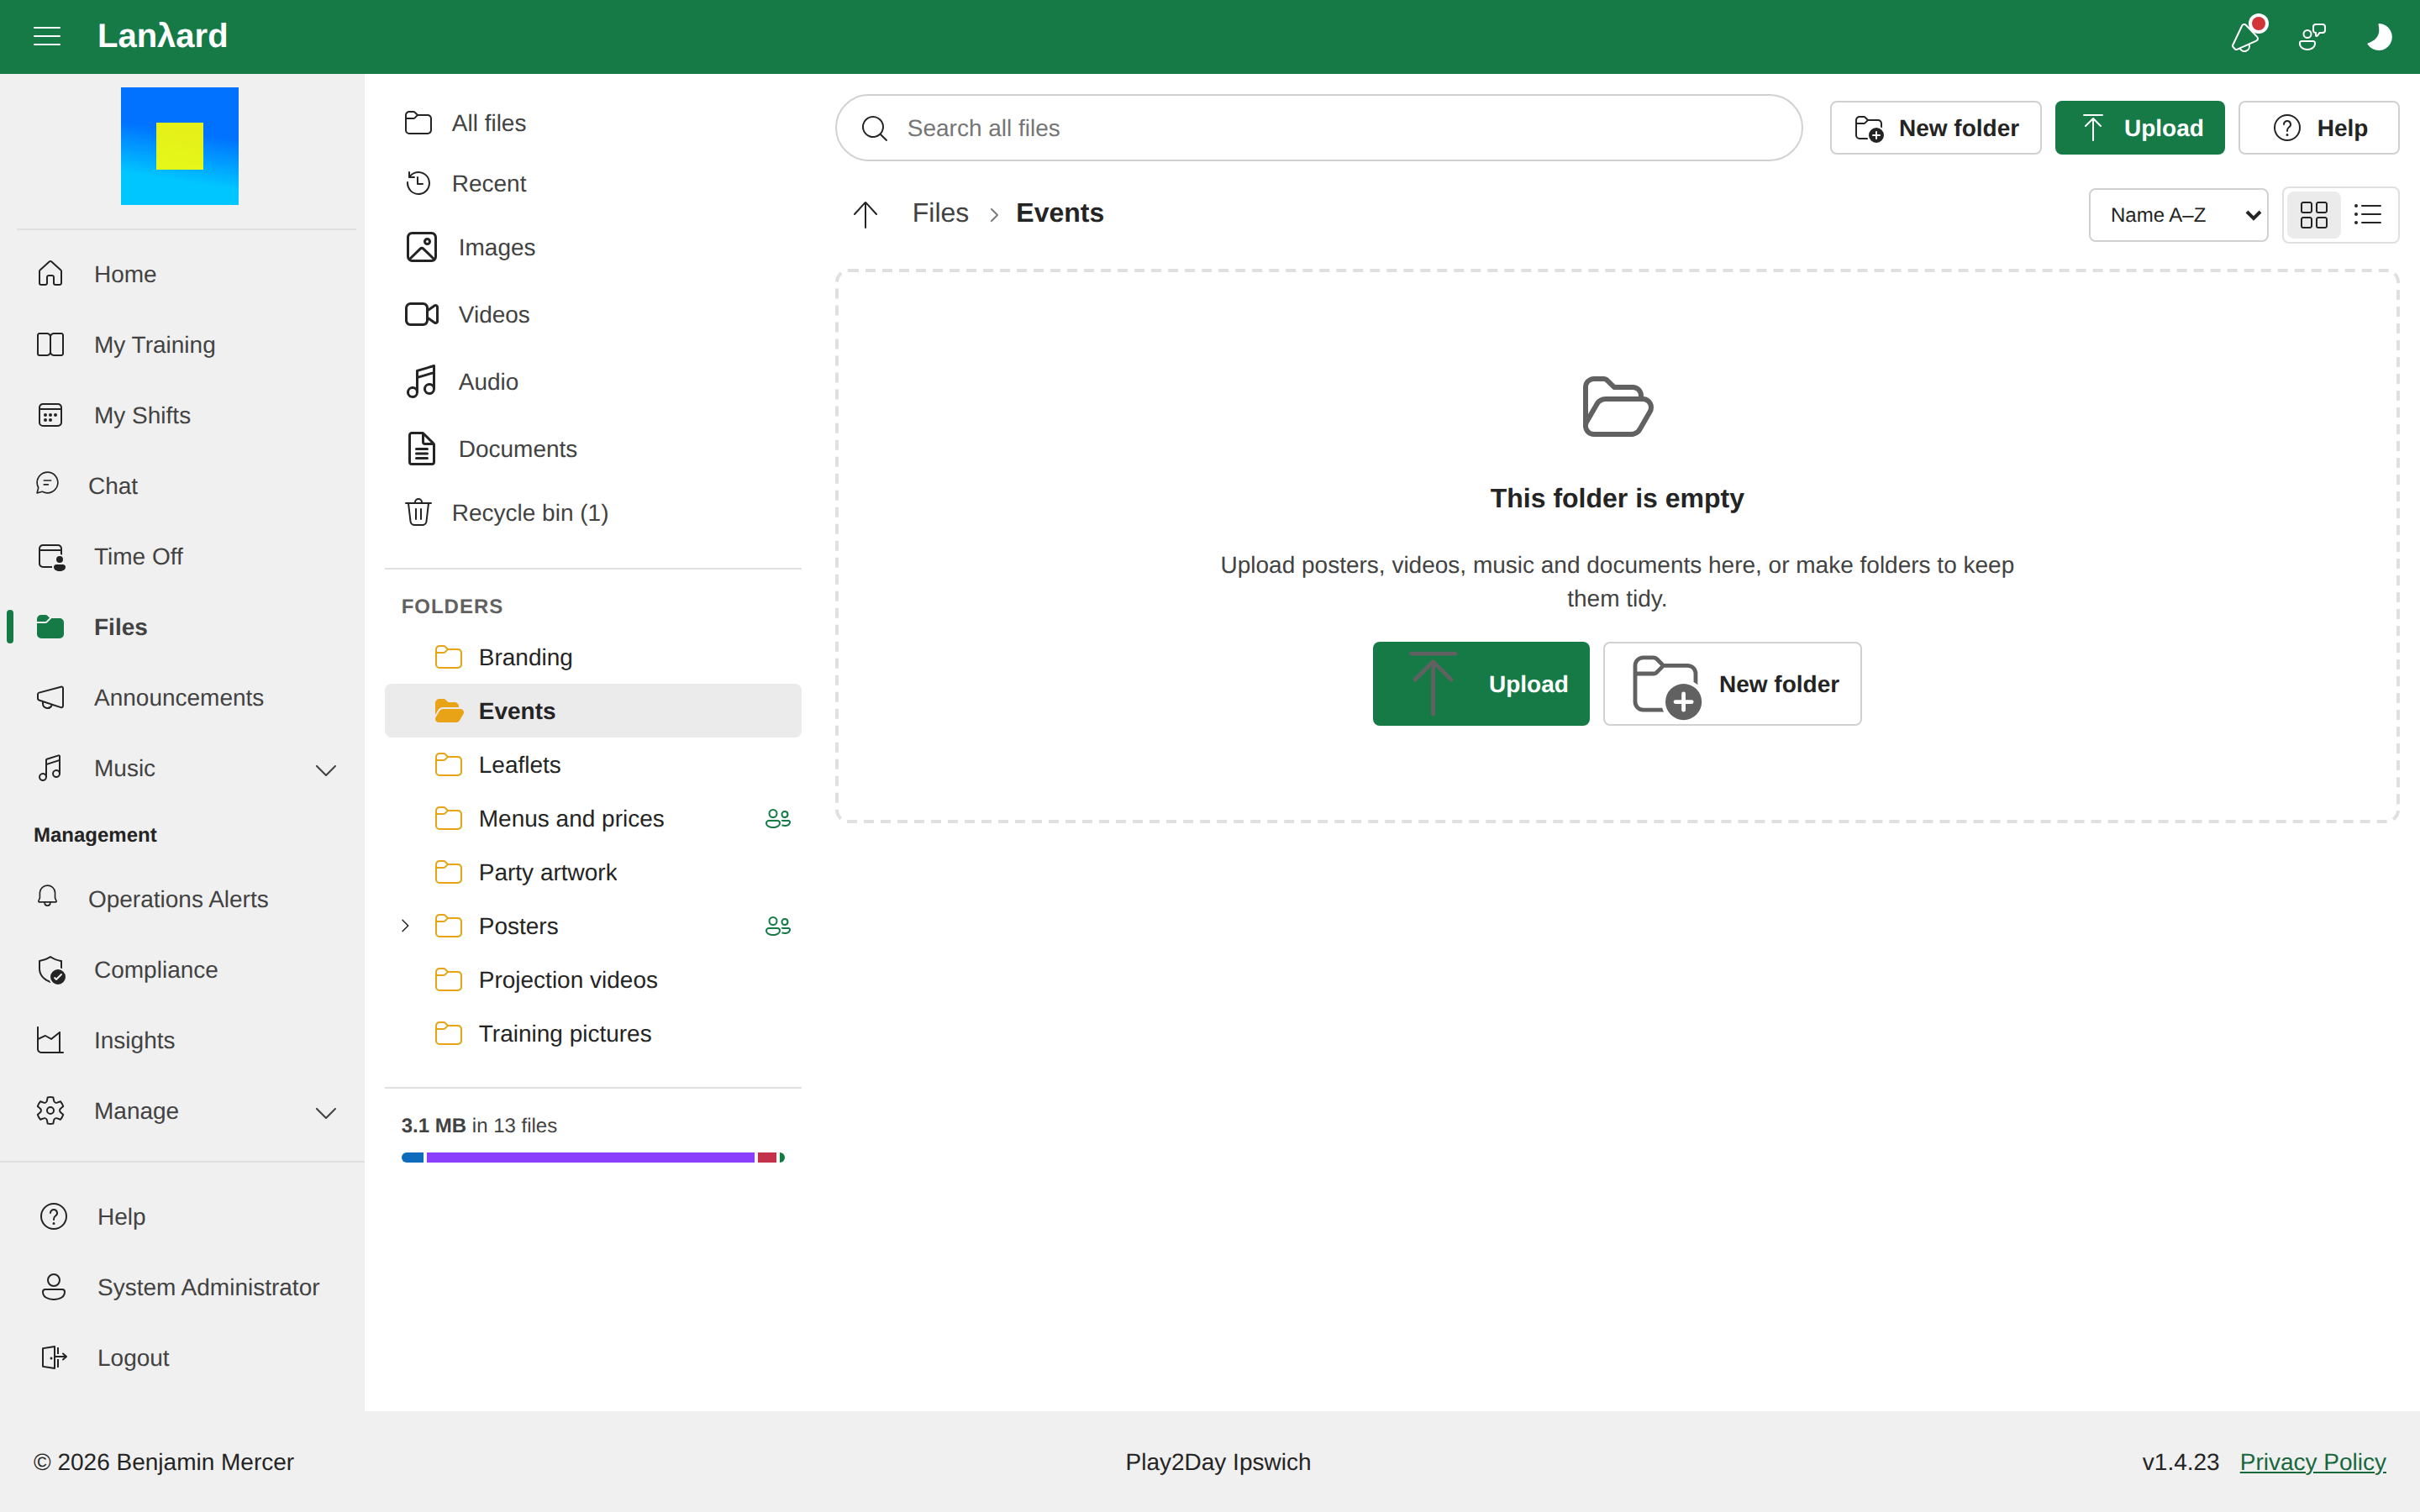 Lanλard
Home
My Training
My Shifts
Chat
Time Off
Files
Announcements
Music
Management
Operations Alerts
Compliance
Insights
Manage
Help
System Administrator
Logout
All files
Recent
Images
Videos
Audio
Documents
Recycle bin (1)
FOLDERS
Branding
Events
Leaflets
Menus and prices
Party artwork
Posters
Projection videos
Training pictures
3.1 MB in 13 files
Search all files
New folder
Upload
Help
Files
Events
Name A–Z
This folder is empty
Upload posters, videos, music and documents here, or make folders to keep
them tidy.
Upload
New folder
© 2026 Benjamin Mercer
Play2Day Ipswich
v1.4.23
Privacy Policy